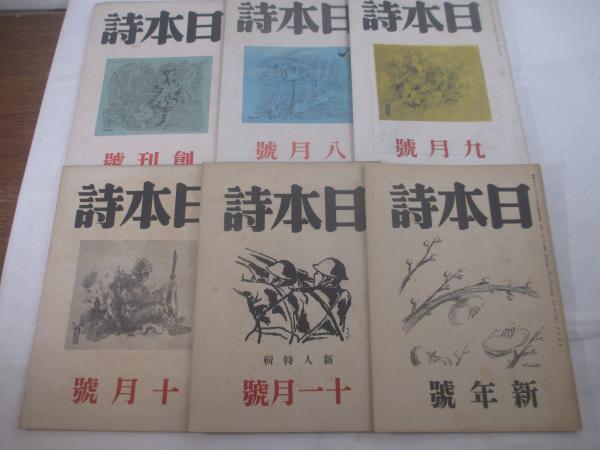 日本詩
創刊號
日本詩
八月號
日本詩
九月號
日本詩
十月號
日本詩
新人特輯
十一月號
日本詩
新年號